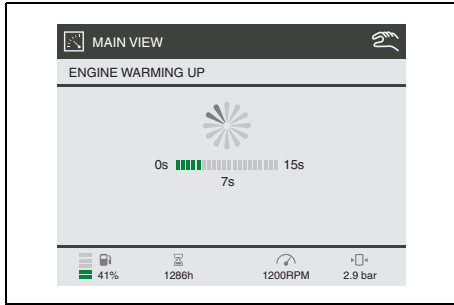 MAIN VIEW
ENGINE WARMING UP
0s 15s
7s
41% 1286h 1200RPM 2.9 bar